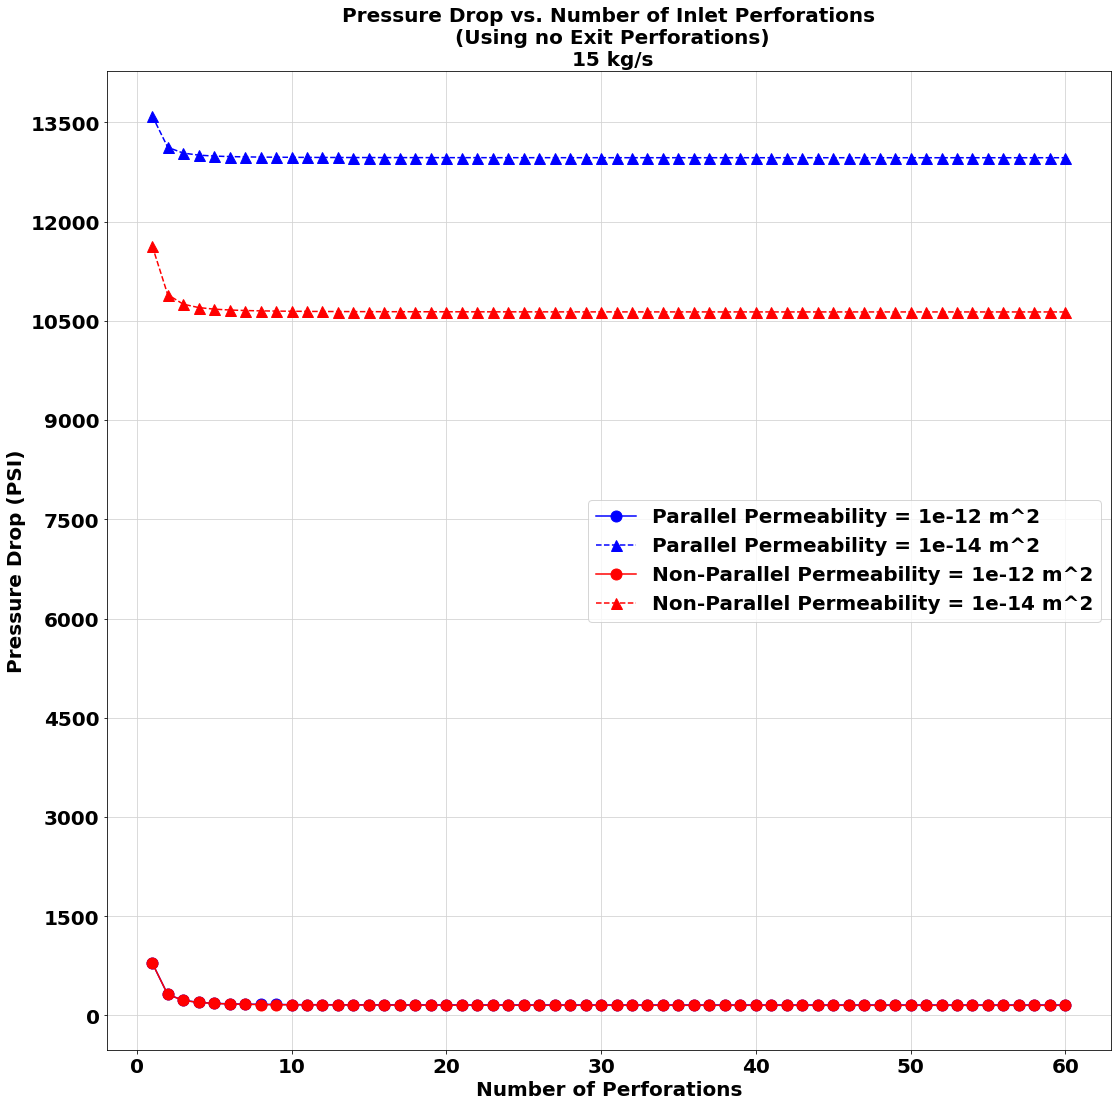 Pressure Drop vs. Number of Inlet Perforations
(Using no Exit Perforations)
15 kg/s
Pressure Drop (PSI)
13500
12000
10500
9000
7500
6000
4500
3000
1500
0
Parallel Permeability = 1e-12 m^2
Parallel Permeability = 1e-14 m^2
Non-Parallel Permeability = 1e-12 m^2
Non-Parallel Permeability = 1e-14 m^2
0 10 20 30 40 50 60
Number of Perforations